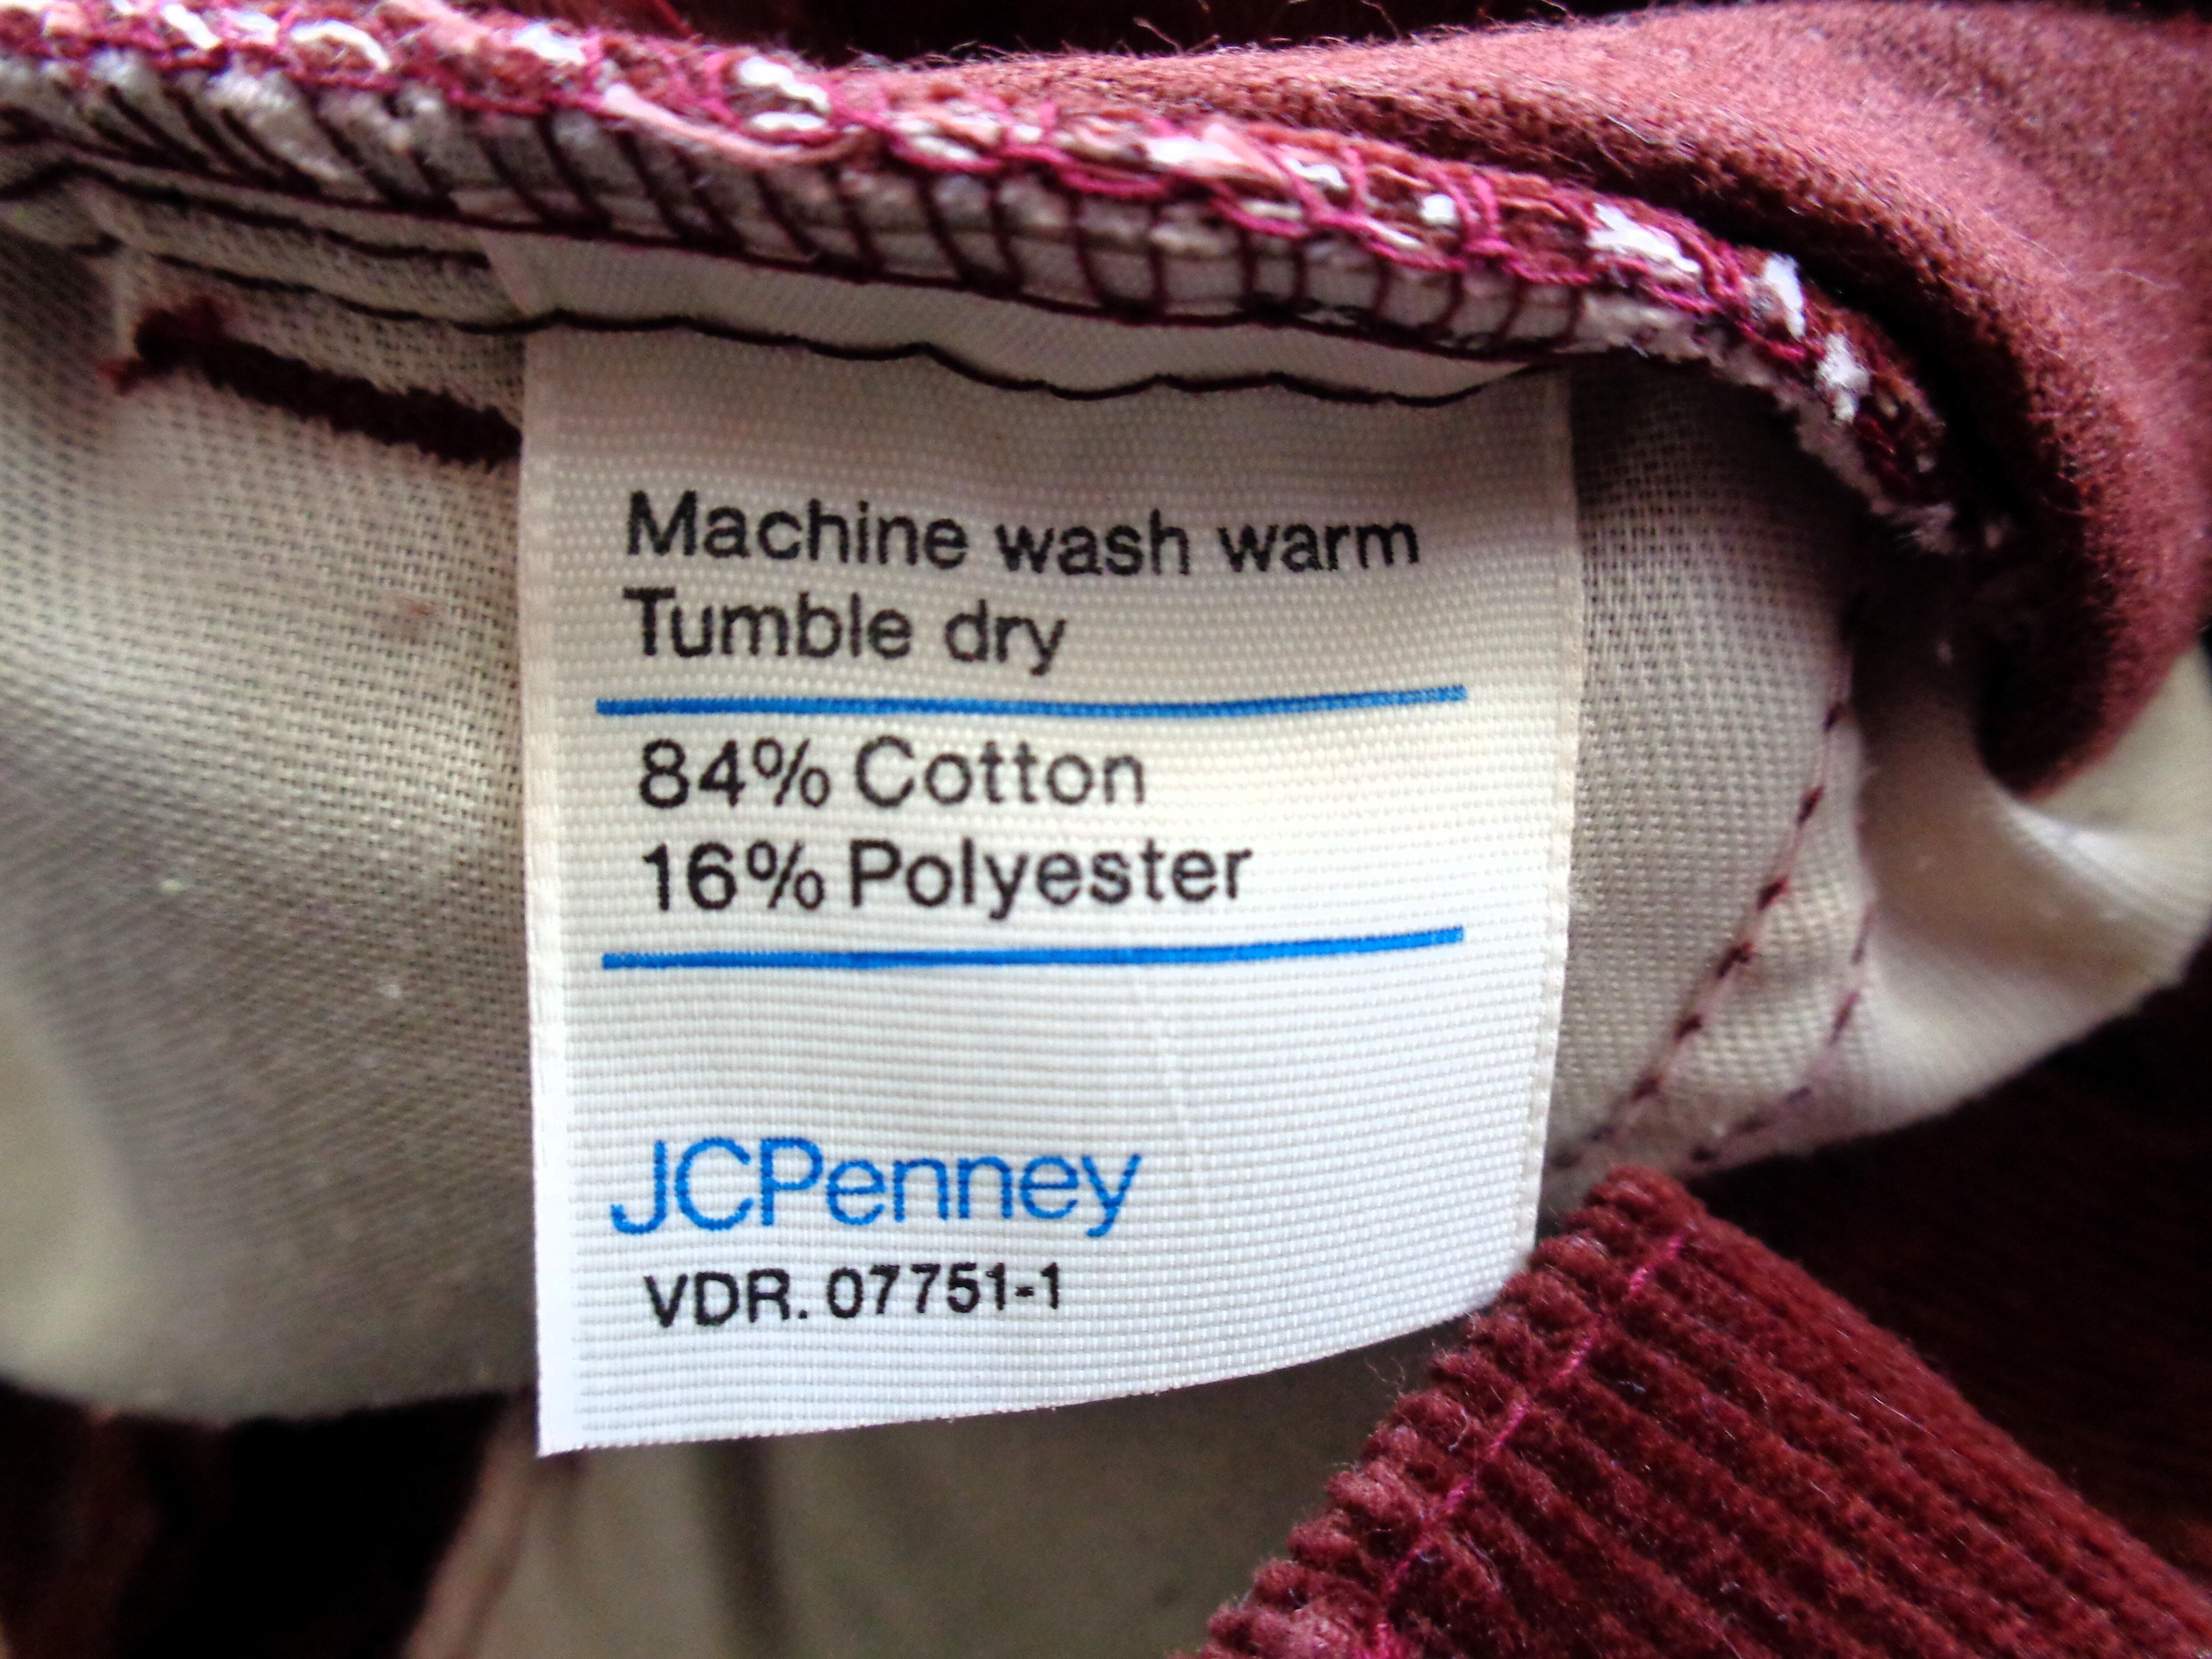 Machine wash warm
Tumble dry
84% Cotton
16% Polyester
JCPenney
VDR. 07751-1